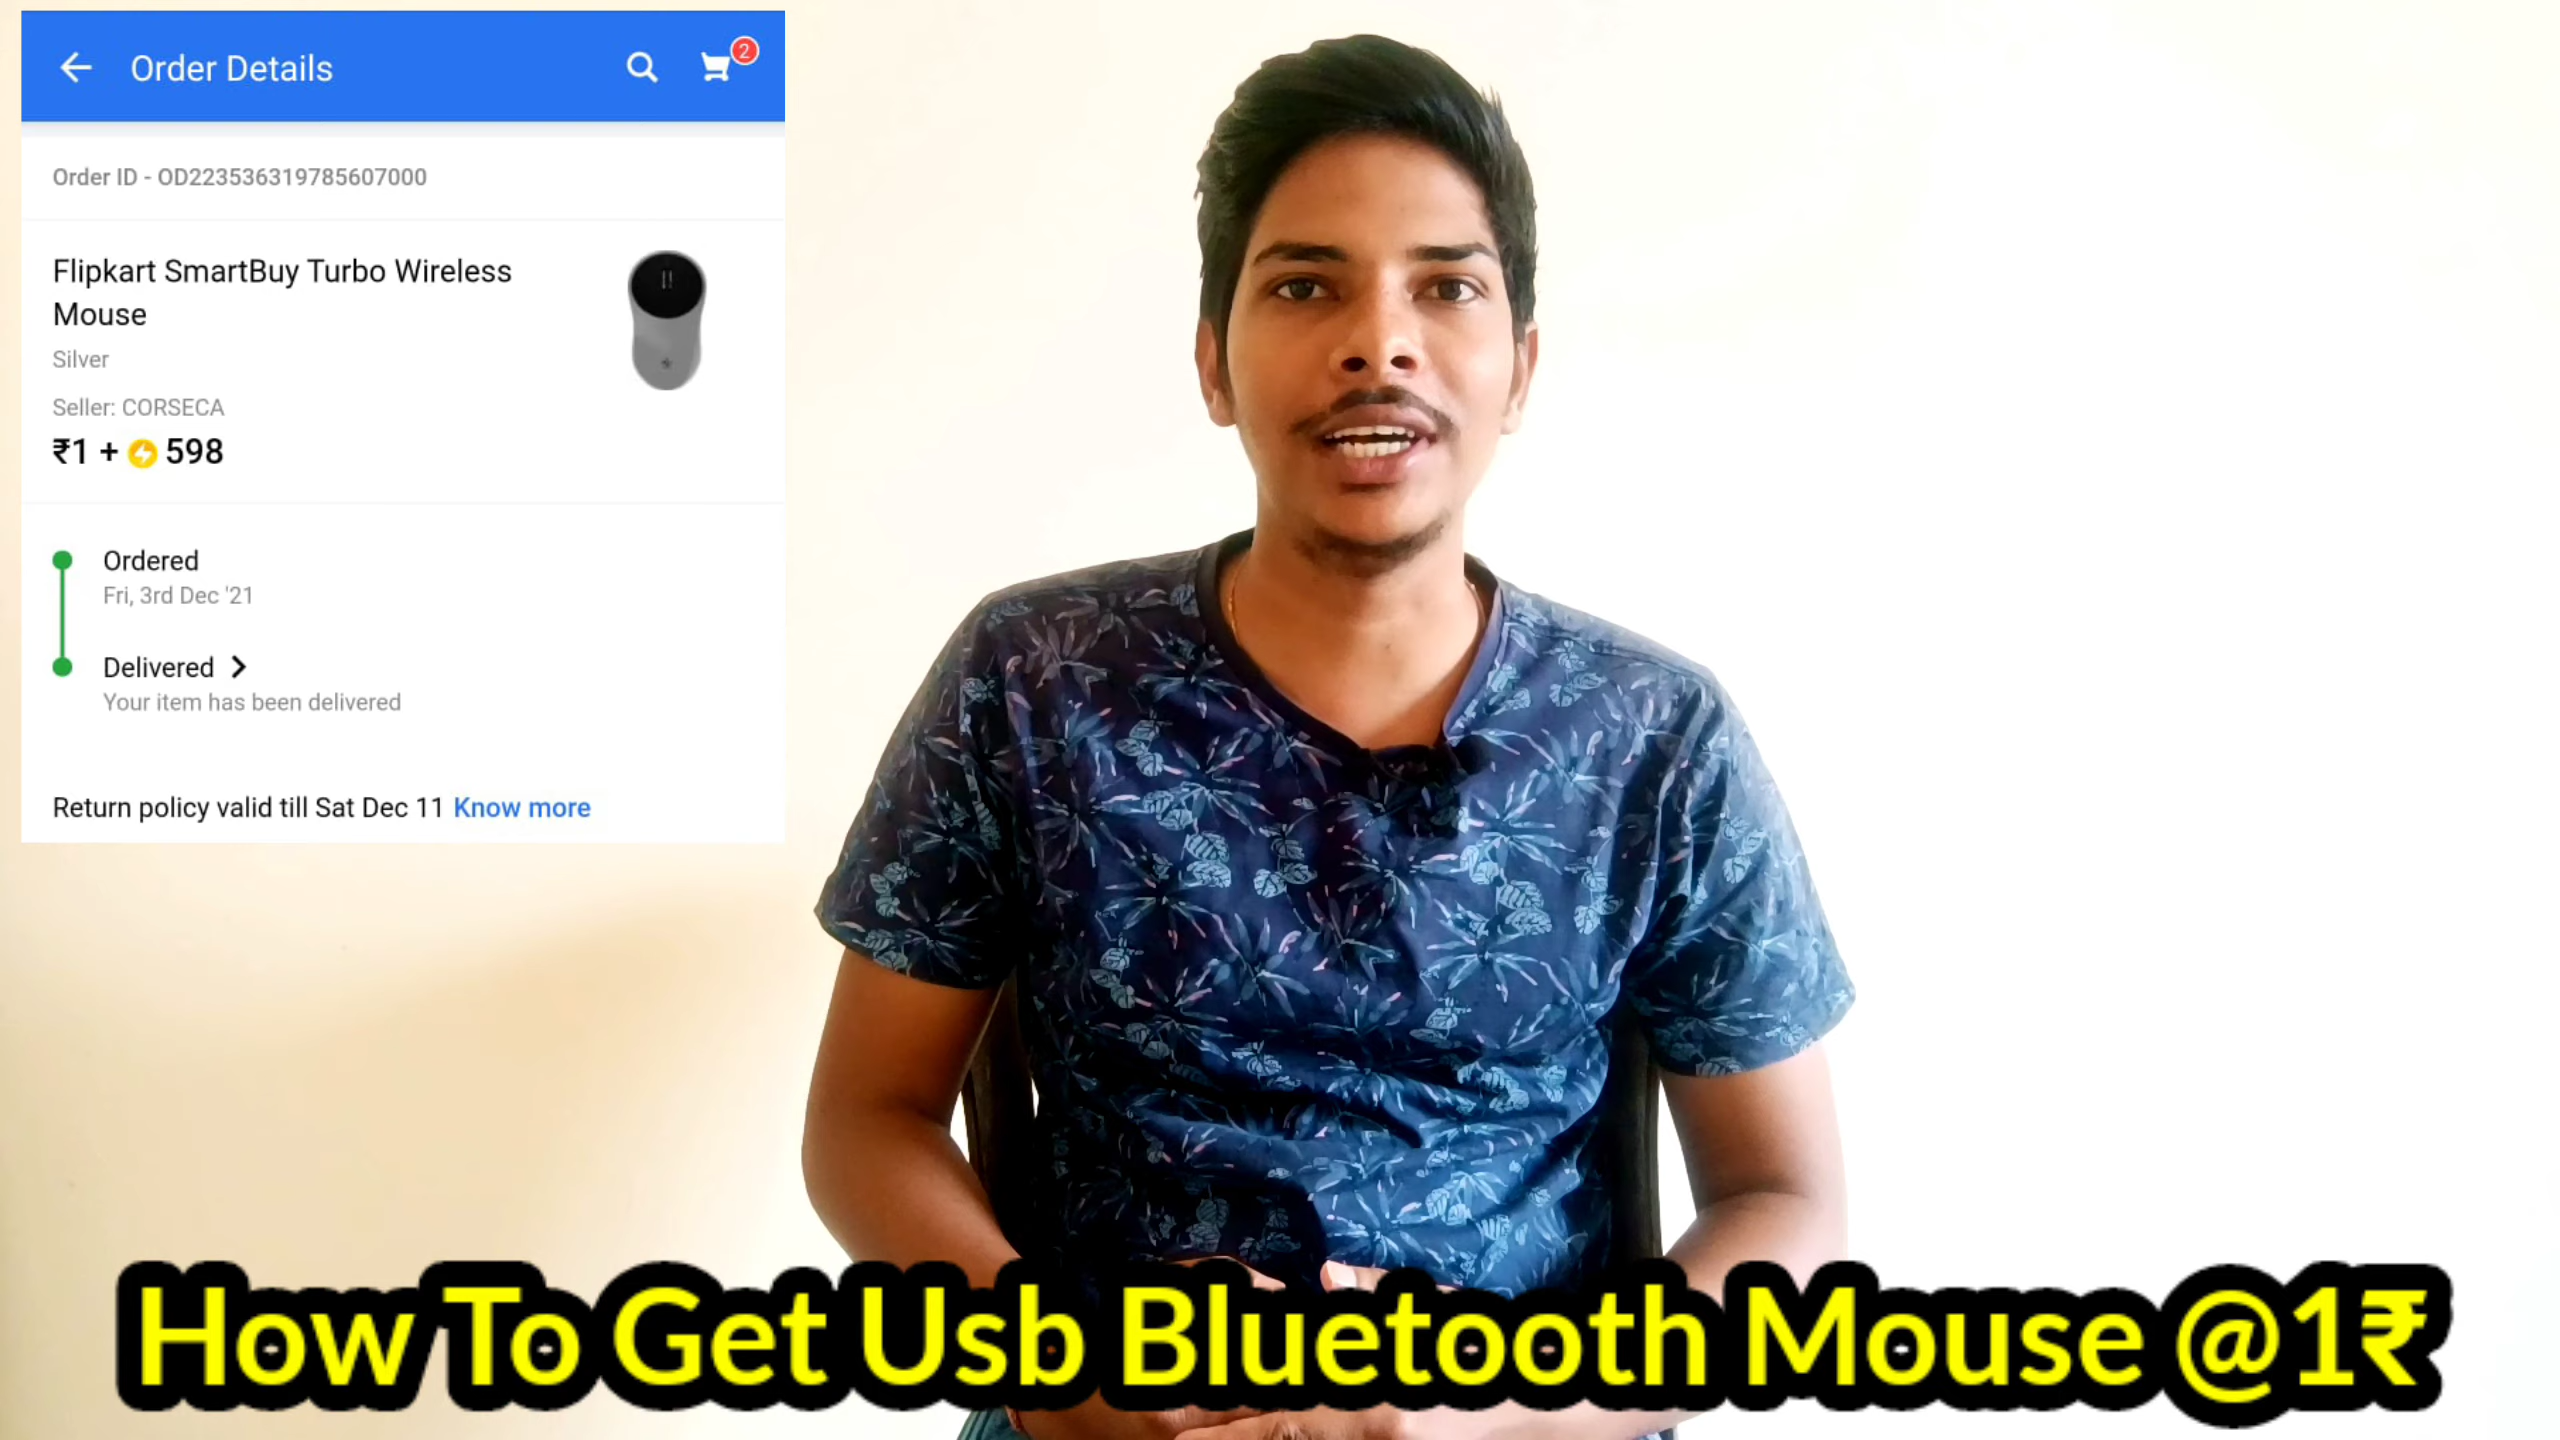 Order Details
2
Order ID - OD223536319785607000
Flipkart SmartBuy Turbo Wireless
Mouse
Silver
Seller: CORSECA
₹1 + 598
Ordered
Fri, 3rd Dec '21
Delivered
Your item has been delivered
Return policy valid till Sat Dec 11 Know more
How To Get Usb Bluetooth Mouse @1₹